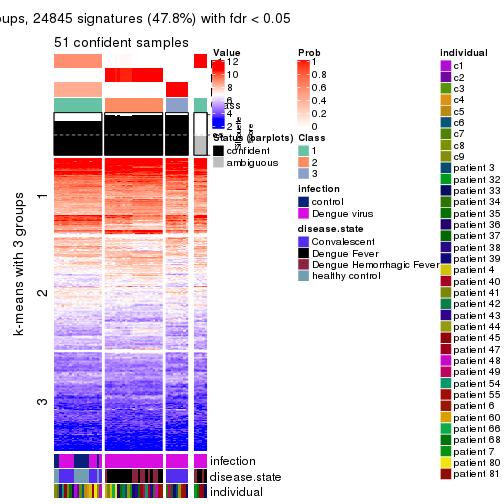 oups, 24845 signatures (47.8%) with fdr < 0.05
51 confident samples
k-means with 3 groups
1
2
3
Value
12
10
8
6
4
2
Silhouette
score
Status (barplots)
confident
ambiguous
Prob
1
0.8
0.6
0.4
0.2
0
Class
1
2
3
infection
control
Dengue virus
disease.state
Convalescent
Dengue Fever
Dengue Hemorrhagic Fever
healthy control
individual
c1
c2
c3
c4
c5
c6
c7
c8
c9
patient 3
patient 32
patient 33
patient 34
patient 35
patient 36
patient 37
patient 38
patient 39
patient 4
patient 40
patient 41
patient 42
patient 43
patient 44
patient 45
patient 47
patient 48
patient 49
patient 54
patient 55
patient 6
patient 60
patient 66
patient 68
patient 7
patient 80
patient 81
infection
disease.state
individual